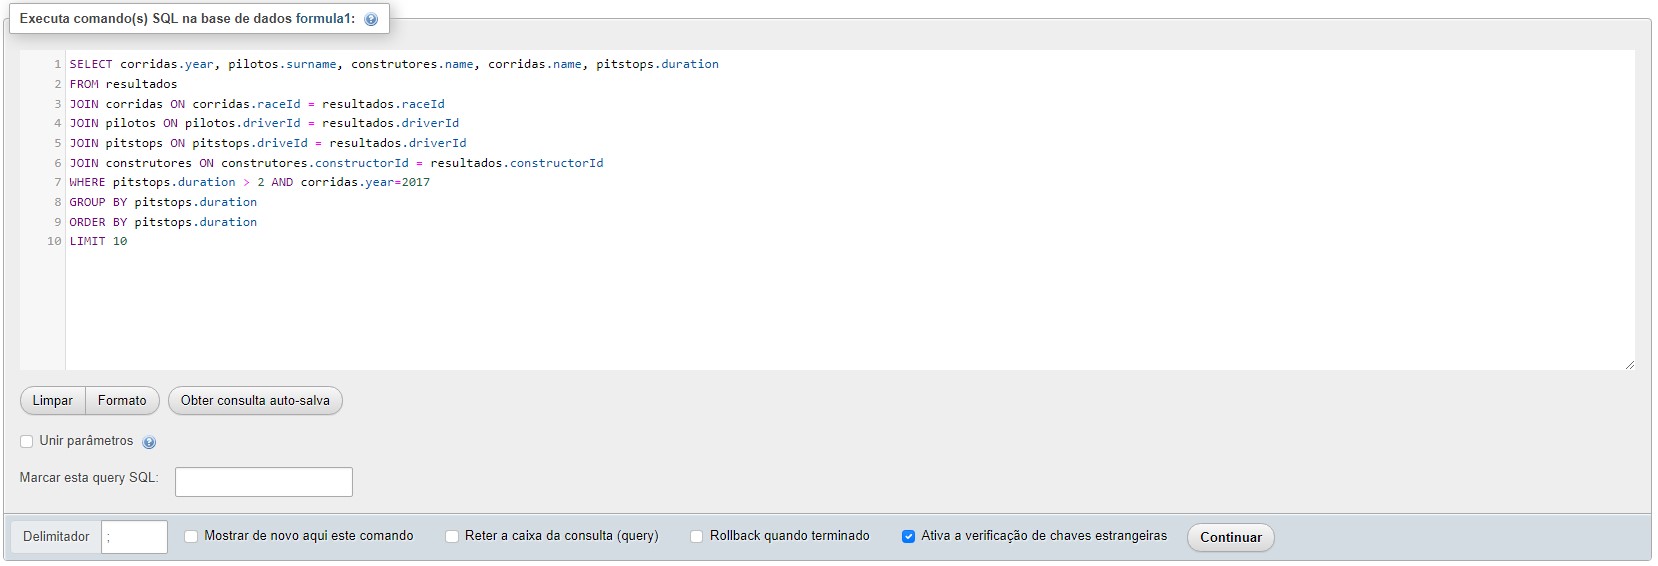 Executa comando(s) SQL na base de dados formula1:
1 SELECT corridas.year, pilotos.surname, construtores.name, corridas.name, pitstops.duration
2 FROM resultados
3 JOIN corridas ON corridas.raceId = resultados.raceId
4 JOIN pilotos ON pilotos.driverId = resultados.driverId
5 JOIN pitstops ON pitstops.driveId = resultados.driverId
6 JOIN construtores ON construtores.constructorId = resultados.constructorId
7 WHERE pitstops.duration > 2 AND corridas.year=2017
8 GROUP BY pitstops.duration
9 ORDER BY pitstops.duration
10 LIMIT 10
Limpar Formato Obter consulta auto-salva
Unir parâmetros
Marcar esta query SQL:
Delimitador ; Mostrar de novo aqui este comando Reter a caixa da consulta (query) Rollback quando terminado Ativa a verificação de chaves estrangeiras Continuar